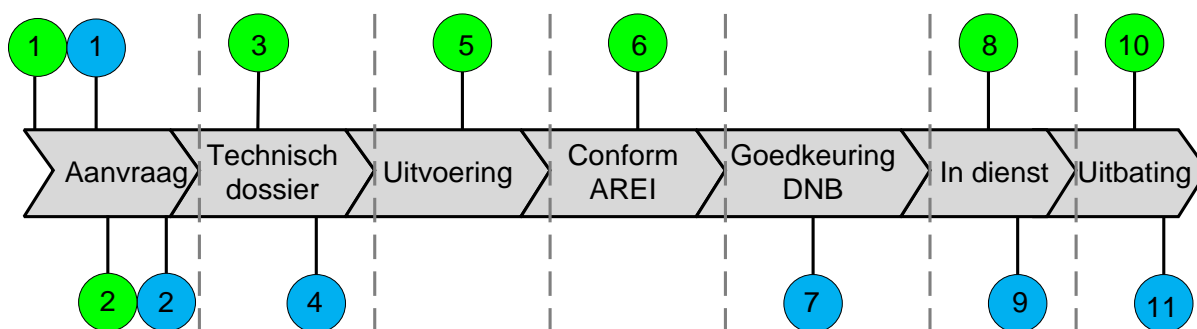 1 1 3 5 6 8 10
Aanvraag
Technisch
dossier
Uitvoering
Conform
AREI
Goedkeuring
DNB
In dienst
Uitbating
2 2 4 7 9 11